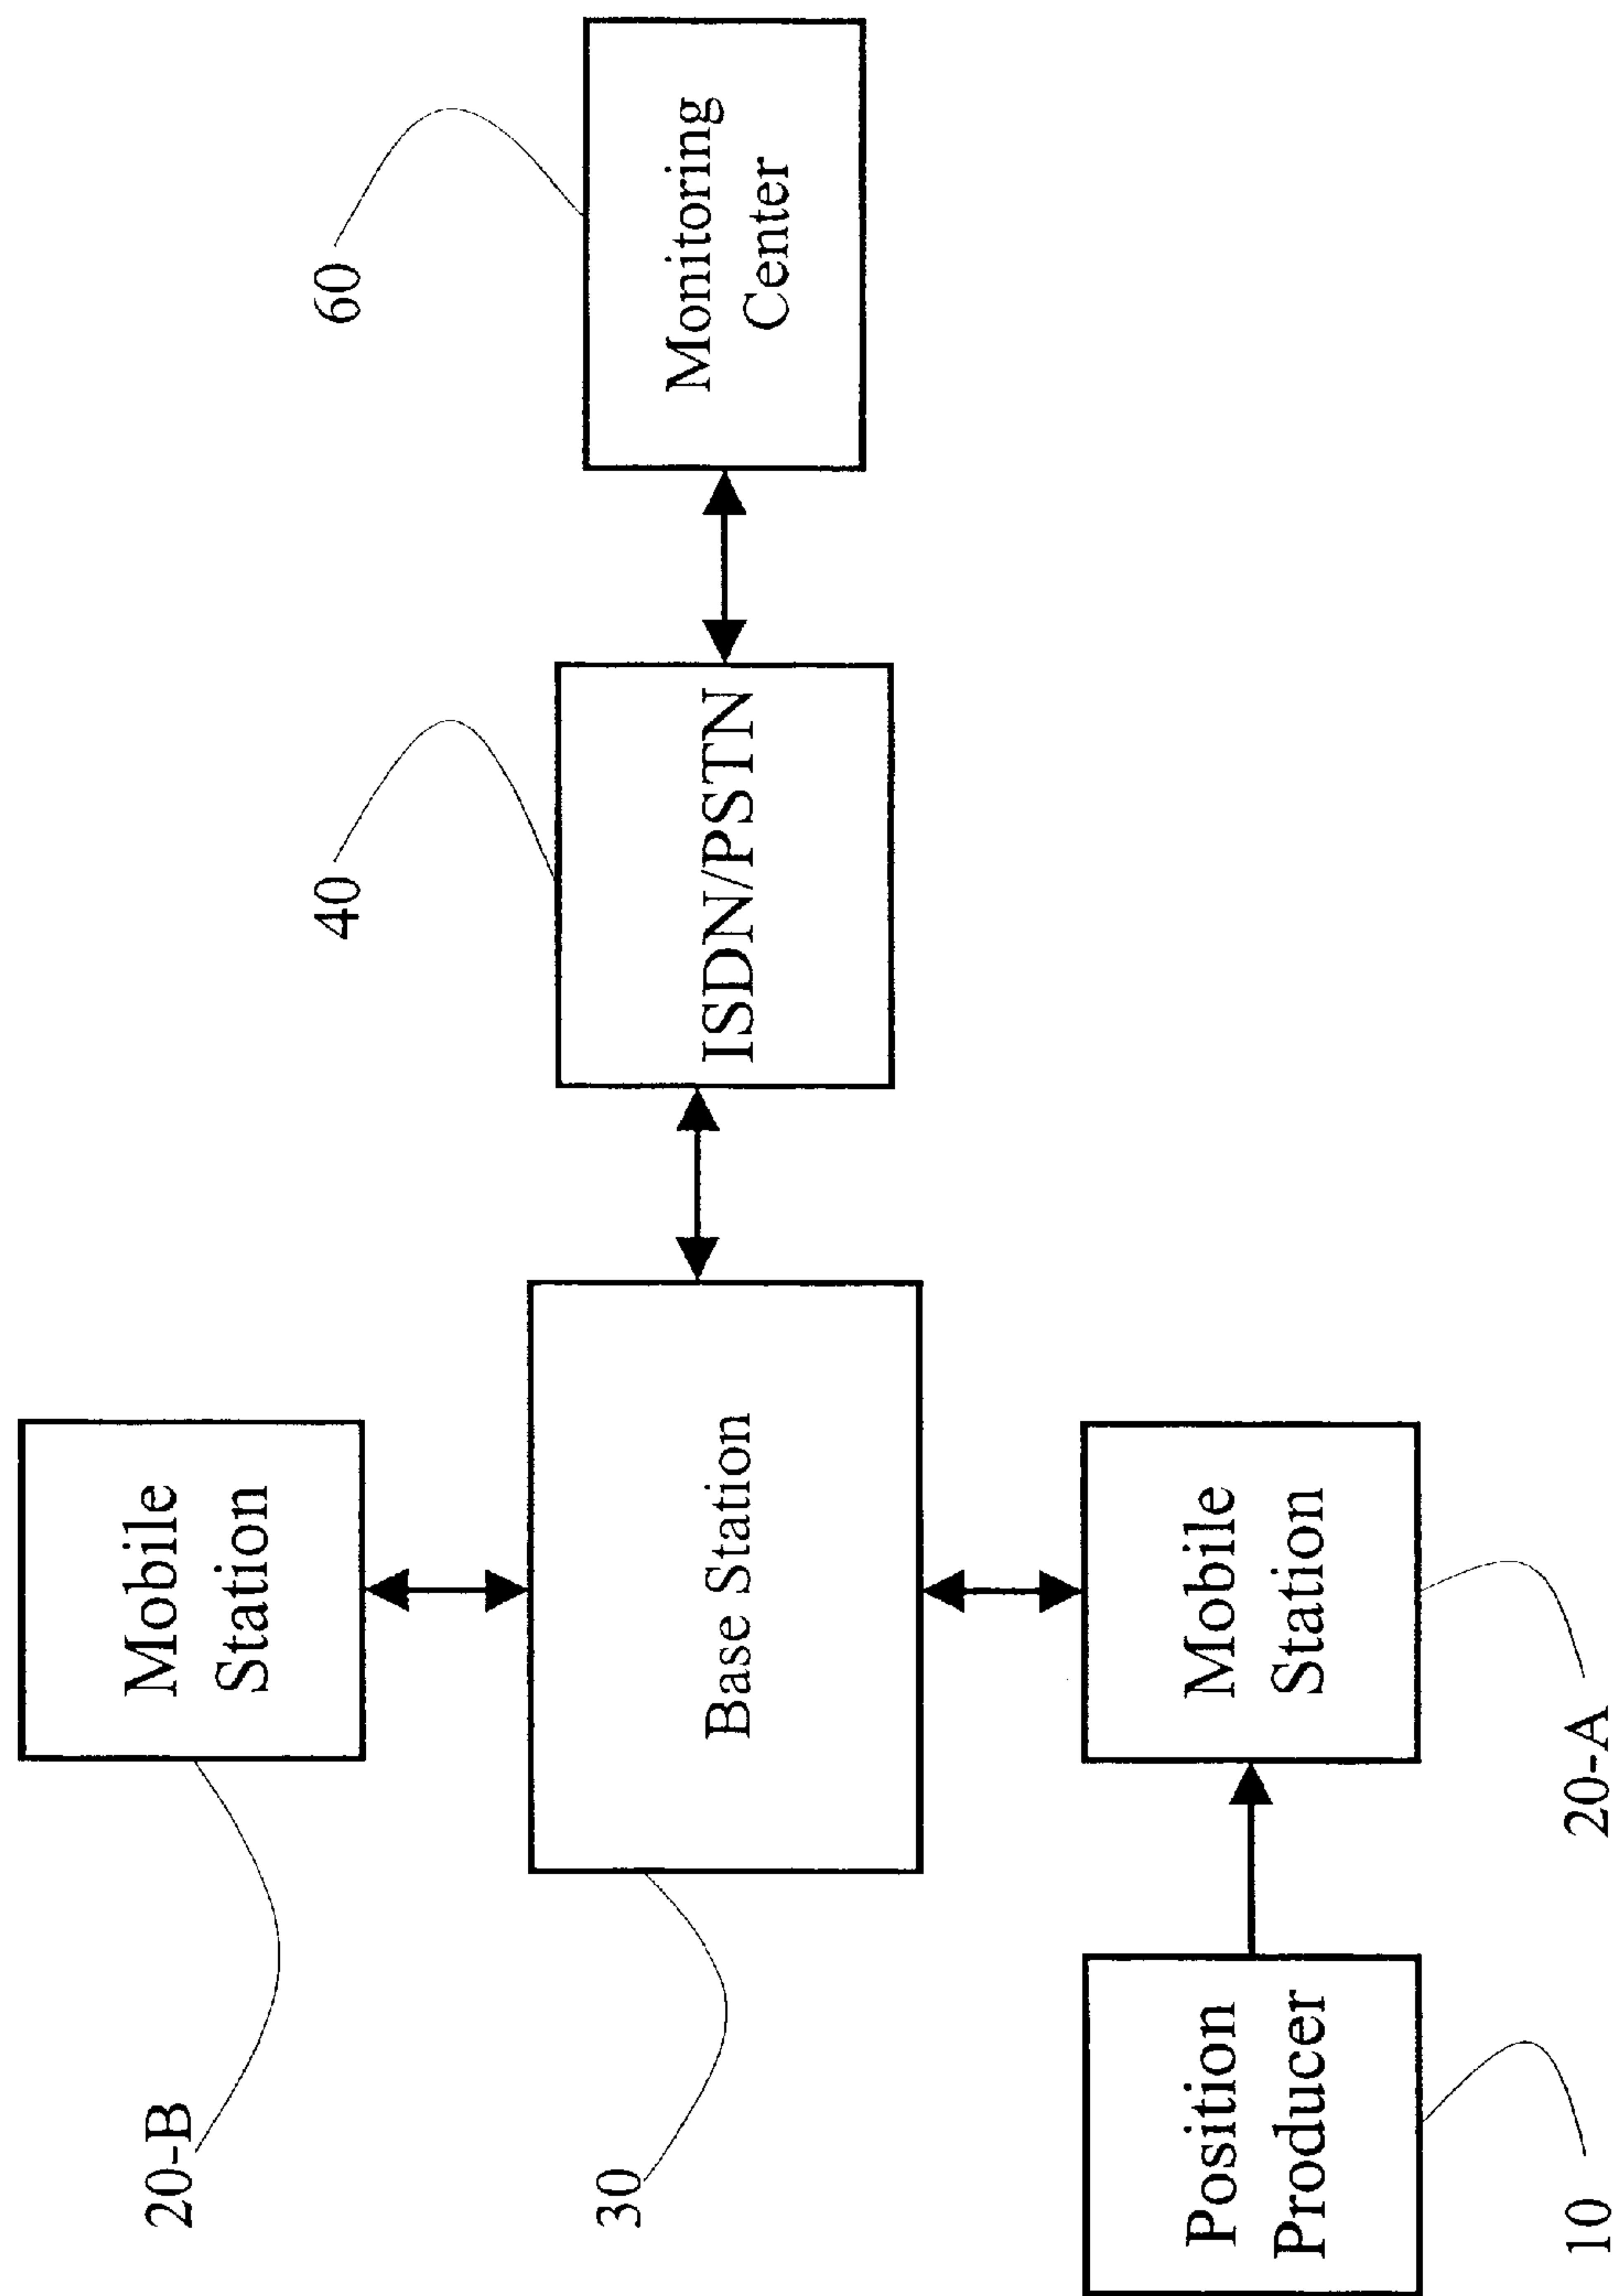 20-B
Mobile
Station
30
Base Station
40
ISDN/PSTN
60
Monitoring
Center
10
Position
Producer
Mobile
Station
20-A